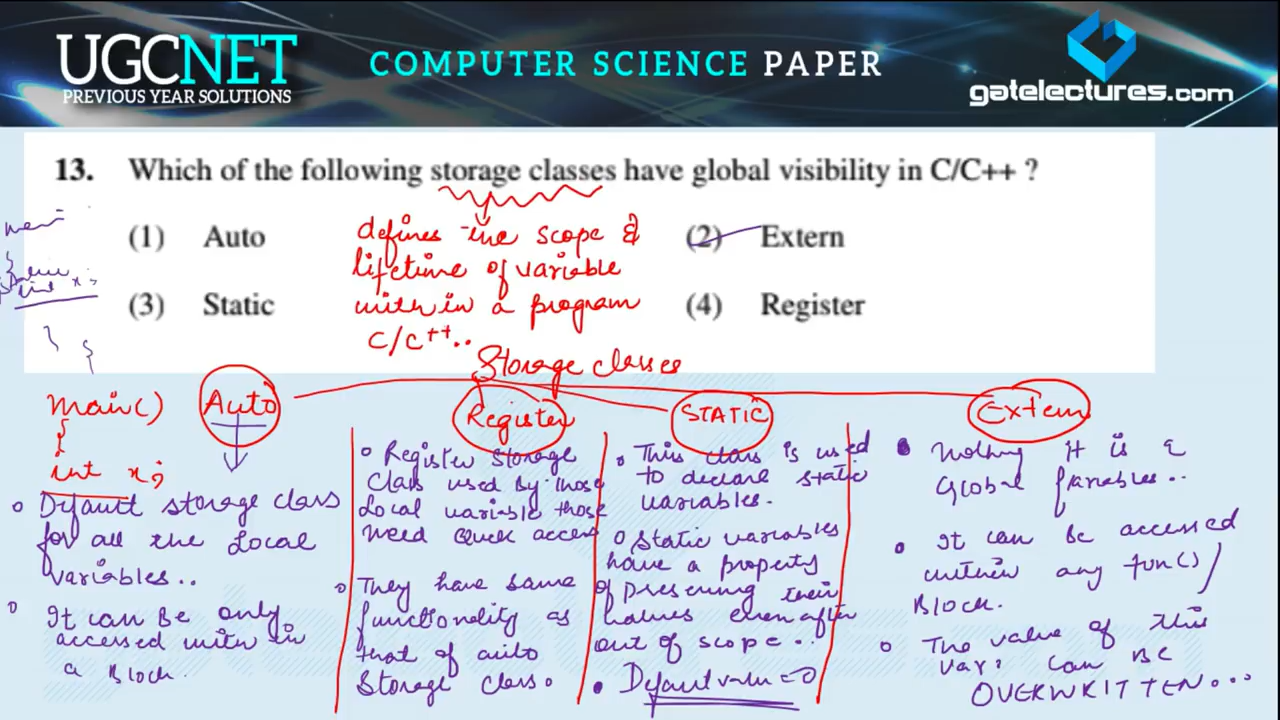 UGCNET
PREVIOUS YEAR SOLUTIONS
COMPUTER SCIENCE PAPER
gatelectures.com
13. Which of the following storage classes have global visibility in C/C++ ?
(1) Auto
(2) Extern
(3) Static
(4) Register
defines the scope &
lifetime of variable
within a program
C/C++..
int x;
Storage classes
main()
{
int x;
Auto
Default storage class
for all the Local
variables..
It can be only
accessed with in
a Block.
Register
Register Storage
Class used by those
Local variable those
need quck access
They have same
functionality as
that of auto
Storage class.
STATIC
This class is used
to declare static
variables.
Static variables
have a property
of presering their
values even after
out of scope..
Default value=0
Extern
Nothing it is a
Global Variables..
It can be accessed
within any fun()/
Block.
The value of this
var: can be
OVERWRITTEN...